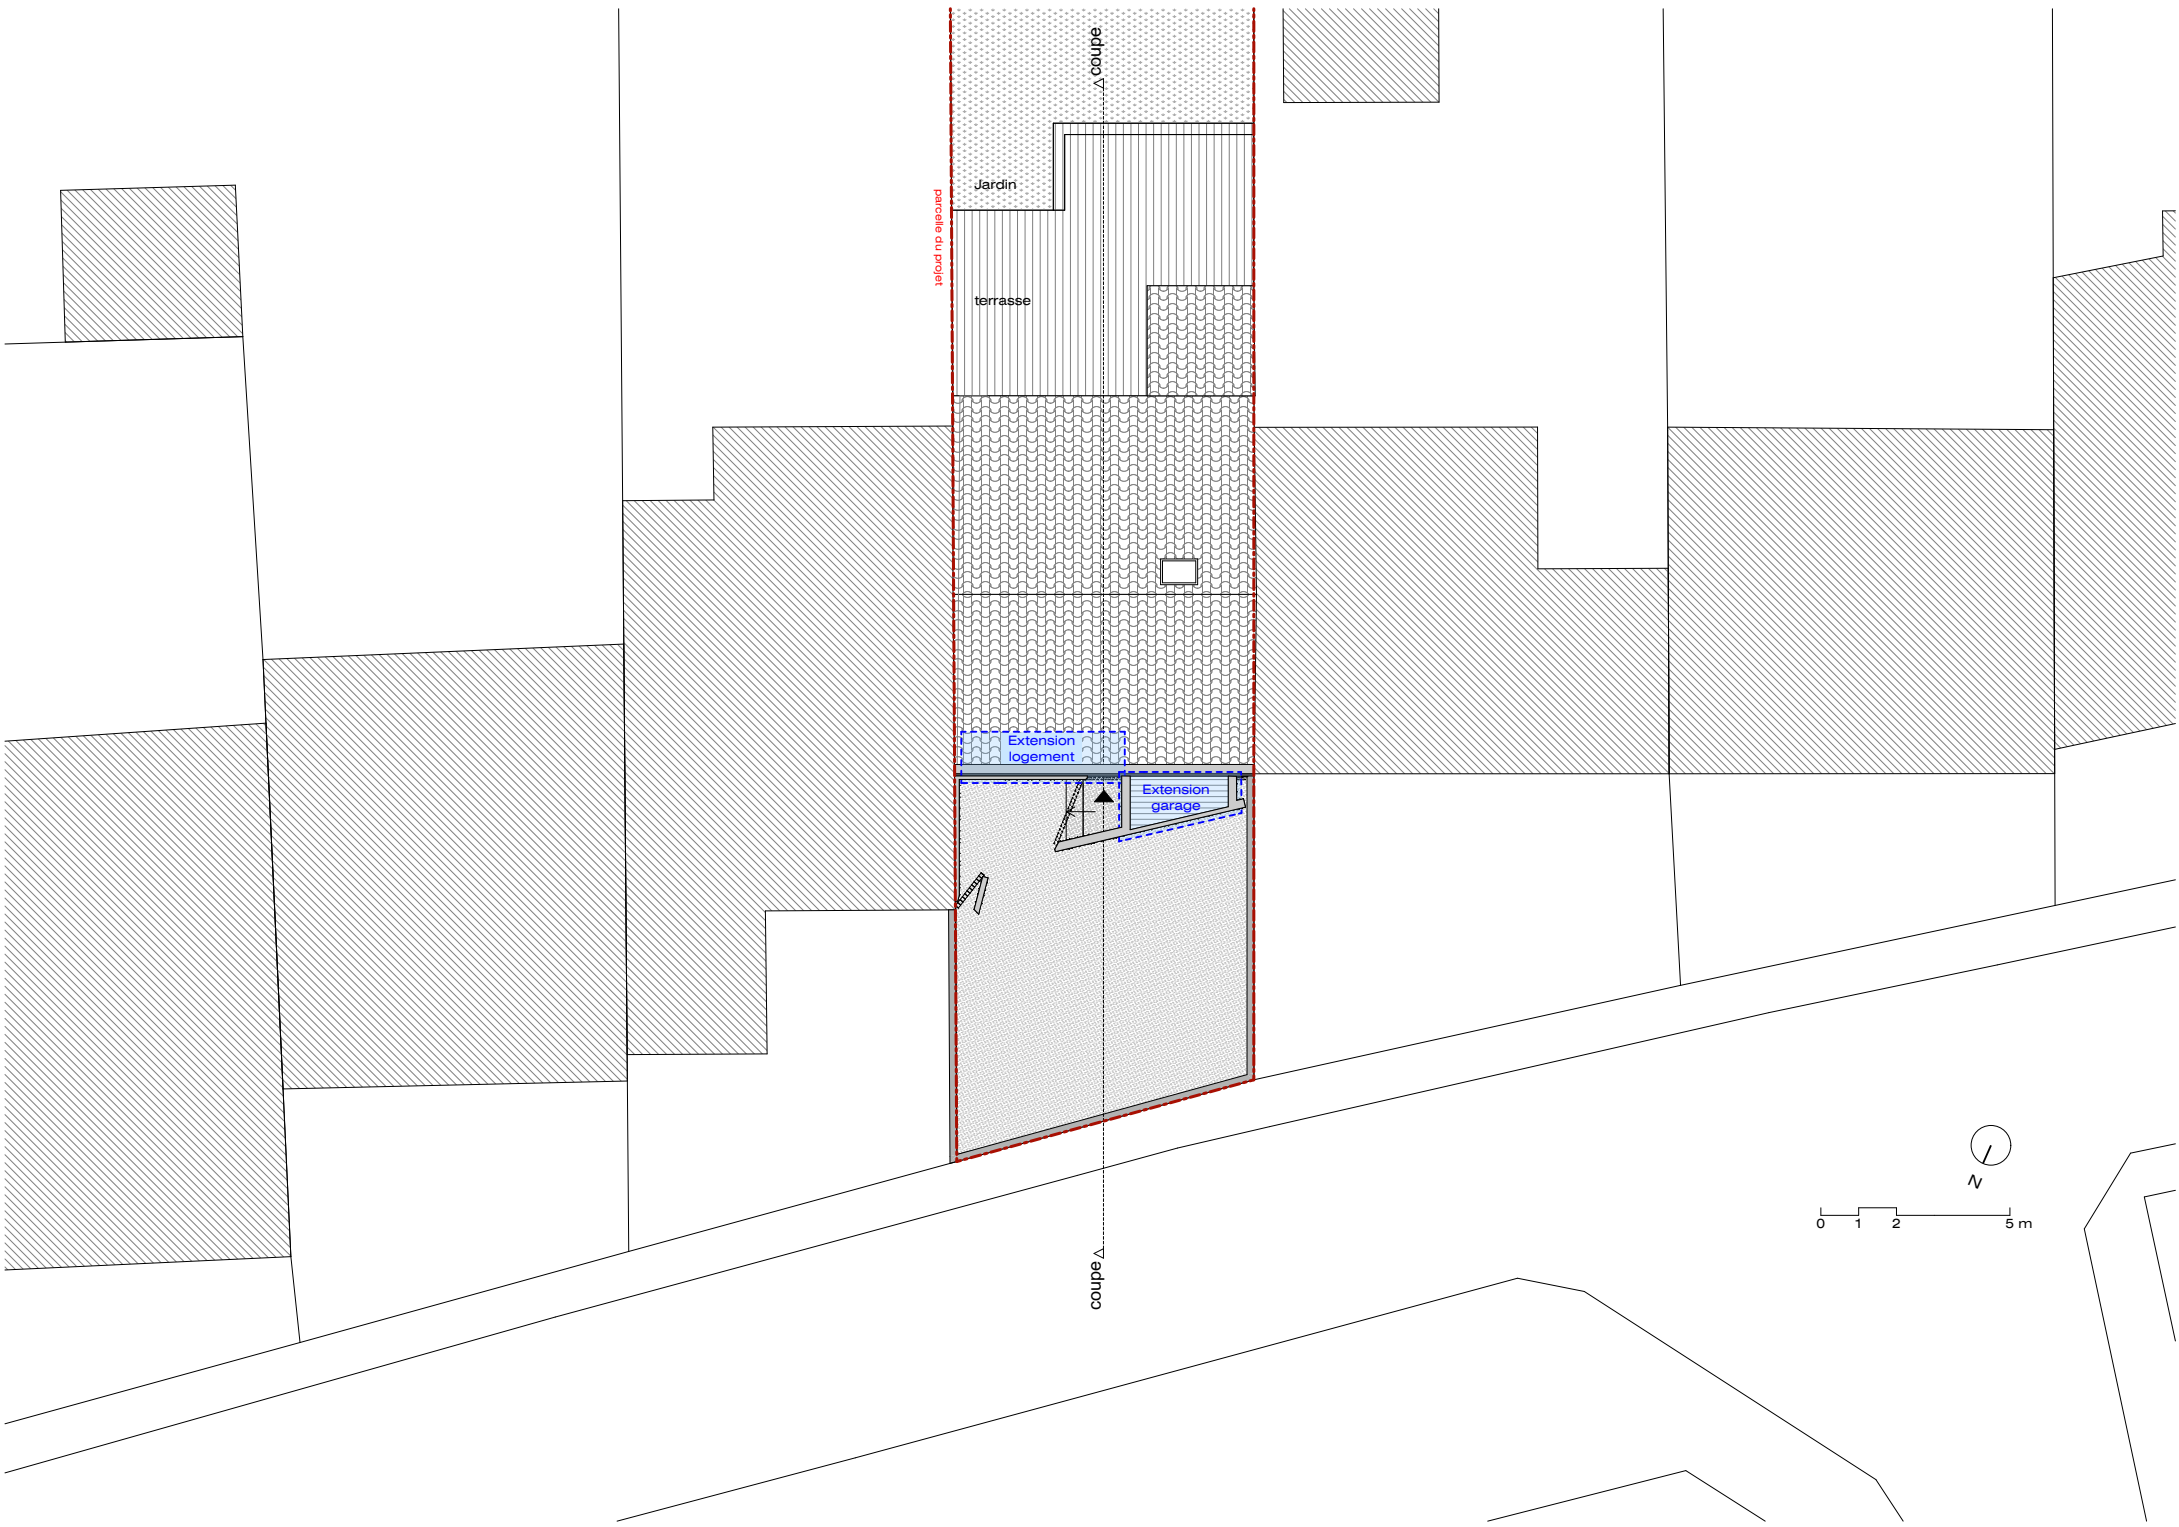 coupe
Jardin
parcelle du projet
terrasse
Extension
logement
Extension
garage
N
0 1 2 5 m
coupe